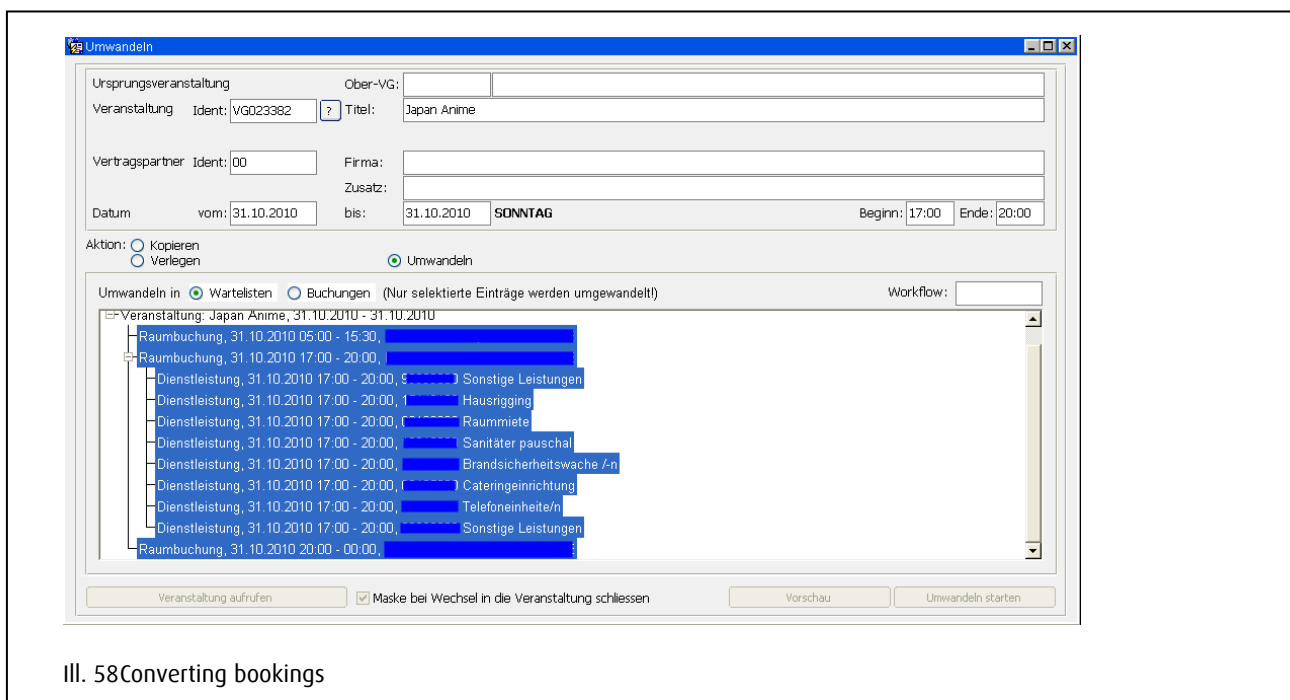 Umwandeln
Ursprungsveranstaltung Ober-VG:
Veranstaltung Ident: VG023382 ? Titel: Japan Anime
Vertragspartner Ident: 00 Firma:
Zusatz:
Datum vom: 31.10.2010 bis: 31.10.2010 SONNTAG Beginn: 17:00 Ende: 20:00
Aktion: Kopieren
Verlegen Umwandeln
Umwandeln in Wartelisten Buchungen (Nur selektierte Einträge werden umgewandelt!) Workflow:
Veranstaltung: Japan Anime, 31.10.2010 - 31.10.2010
Raumbuchung, 31.10.2010 05:00 - 15:30,
Raumbuchung, 31.10.2010 17:00 - 20:00,
Dienstleistung, 31.10.2010 17:00 - 20:00, Sonstige Leistungen
Dienstleistung, 31.10.2010 17:00 - 20:00, Hausrigging
Dienstleistung, 31.10.2010 17:00 - 20:00, Raummiete
Dienstleistung, 31.10.2010 17:00 - 20:00, Sanitäter pauschal
Dienstleistung, 31.10.2010 17:00 - 20:00, Brandsicherheitswache /-n
Dienstleistung, 31.10.2010 17:00 - 20:00, Cateringeinrichtung
Dienstleistung, 31.10.2010 17:00 - 20:00, Telefoneinheite/n
Dienstleistung, 31.10.2010 17:00 - 20:00, Sonstige Leistungen
Raumbuchung, 31.10.2010 20:00 - 00:00,
Veranstaltung aufrufen Maske bei Wechsel in die Veranstaltung schliessen Vorschau Umwandeln starten
Ill. 58Converting bookings